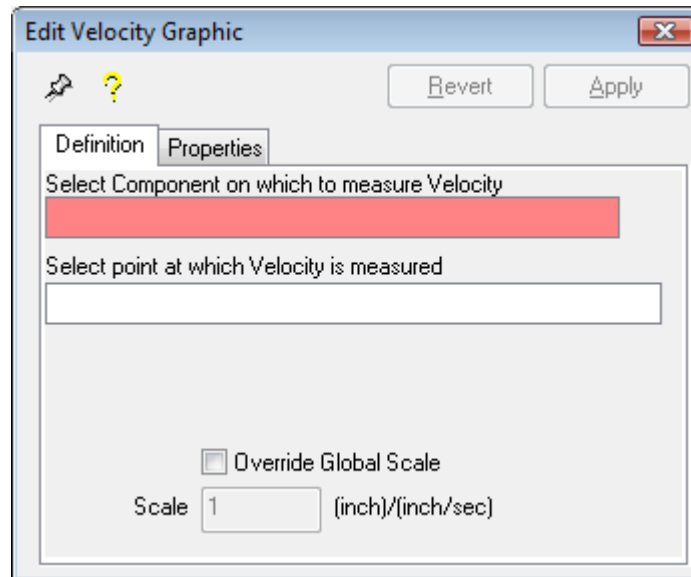 Edit Velocity Graphic
? Revert Apply
Definition Properties
Select Component on which to measure Velocity
Select point at which Velocity is measured
Override Global Scale
Scale 1 (inch)/(inch/sec)